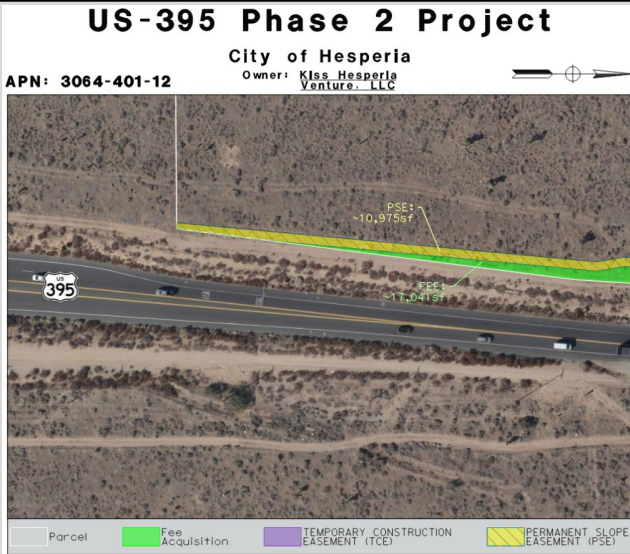 US-395 Phase 2 Project
City of Hesperia
APN: 3064-401-12
Owner: Kiss Hesperia
Venture, LLC
PSE:
~10,975sf
FEE:
~17,041sf
US
395
Parcel
Fee
Acquisition
TEMPORARY CONSTRUCTION
EASEMENT (TCE)
PERMANENT SLOPE
EASEMENT (PSE)